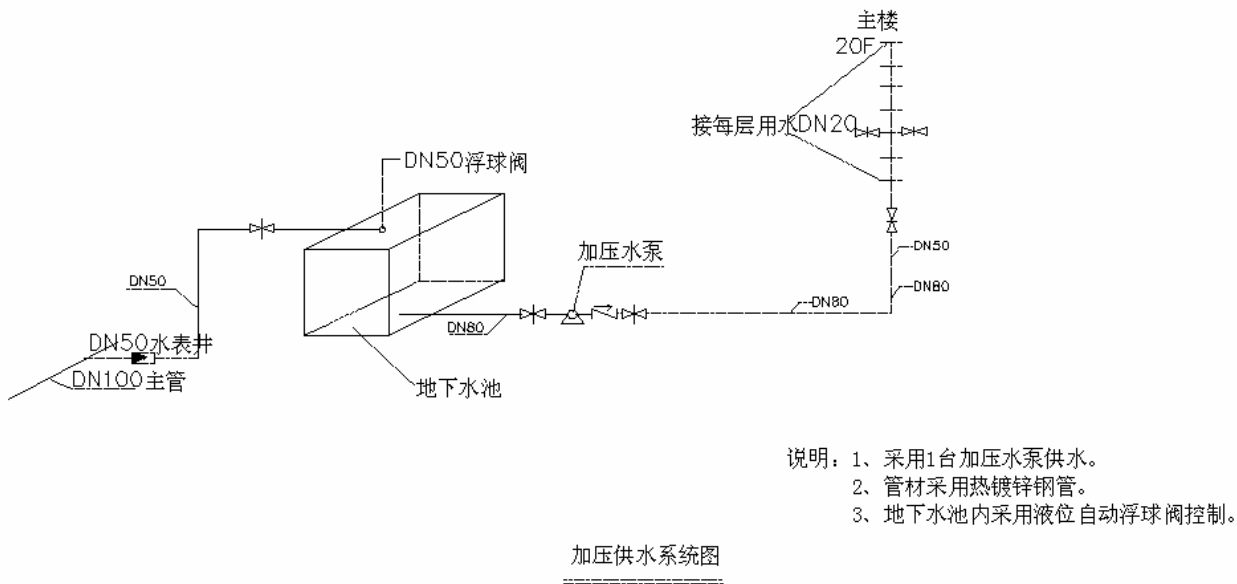 主楼
20F
接每层用水DN20
DN50浮球阀
加压水泵
DN50
DN80
DN50
DN80
DN80
DN50水表井
DN100主管
地下水池
说明：1、采用1台加压水泵供水。
2、管材采用热镀锌钢管。
3、地下水池内采用液位自动浮球阀控制。
加压供水系统图